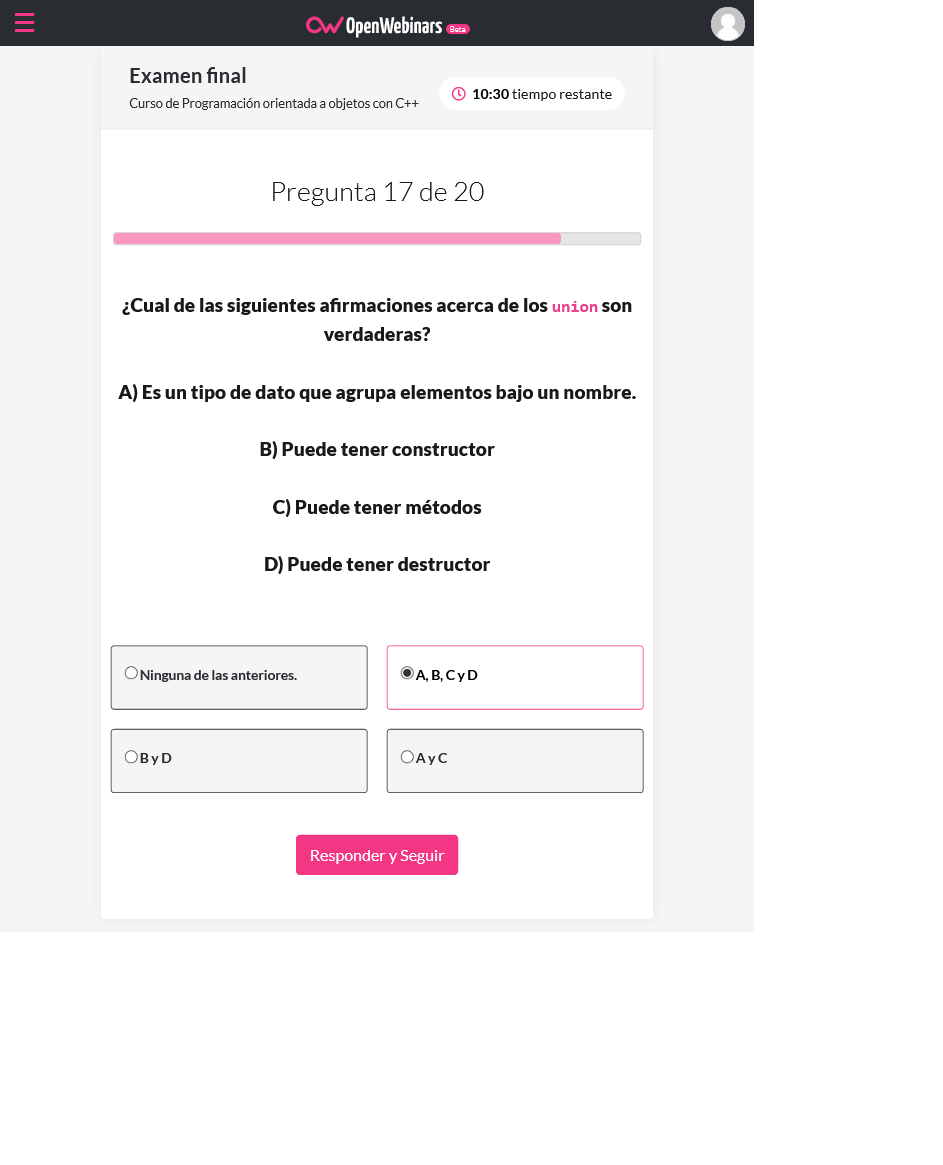 OpenWebinars Beta
Examen final
Curso de Programación orientada a objetos con C++
10:30 tiempo restante
Pregunta 17 de 20
¿Cual de las siguientes afirmaciones acerca de los union son
verdaderas?
A) Es un tipo de dato que agrupa elementos bajo un nombre.
B) Puede tener constructor
C) Puede tener métodos
D) Puede tener destructor
Ninguna de las anteriores.
A, B, C y D
B y D
A y C
Responder y Seguir